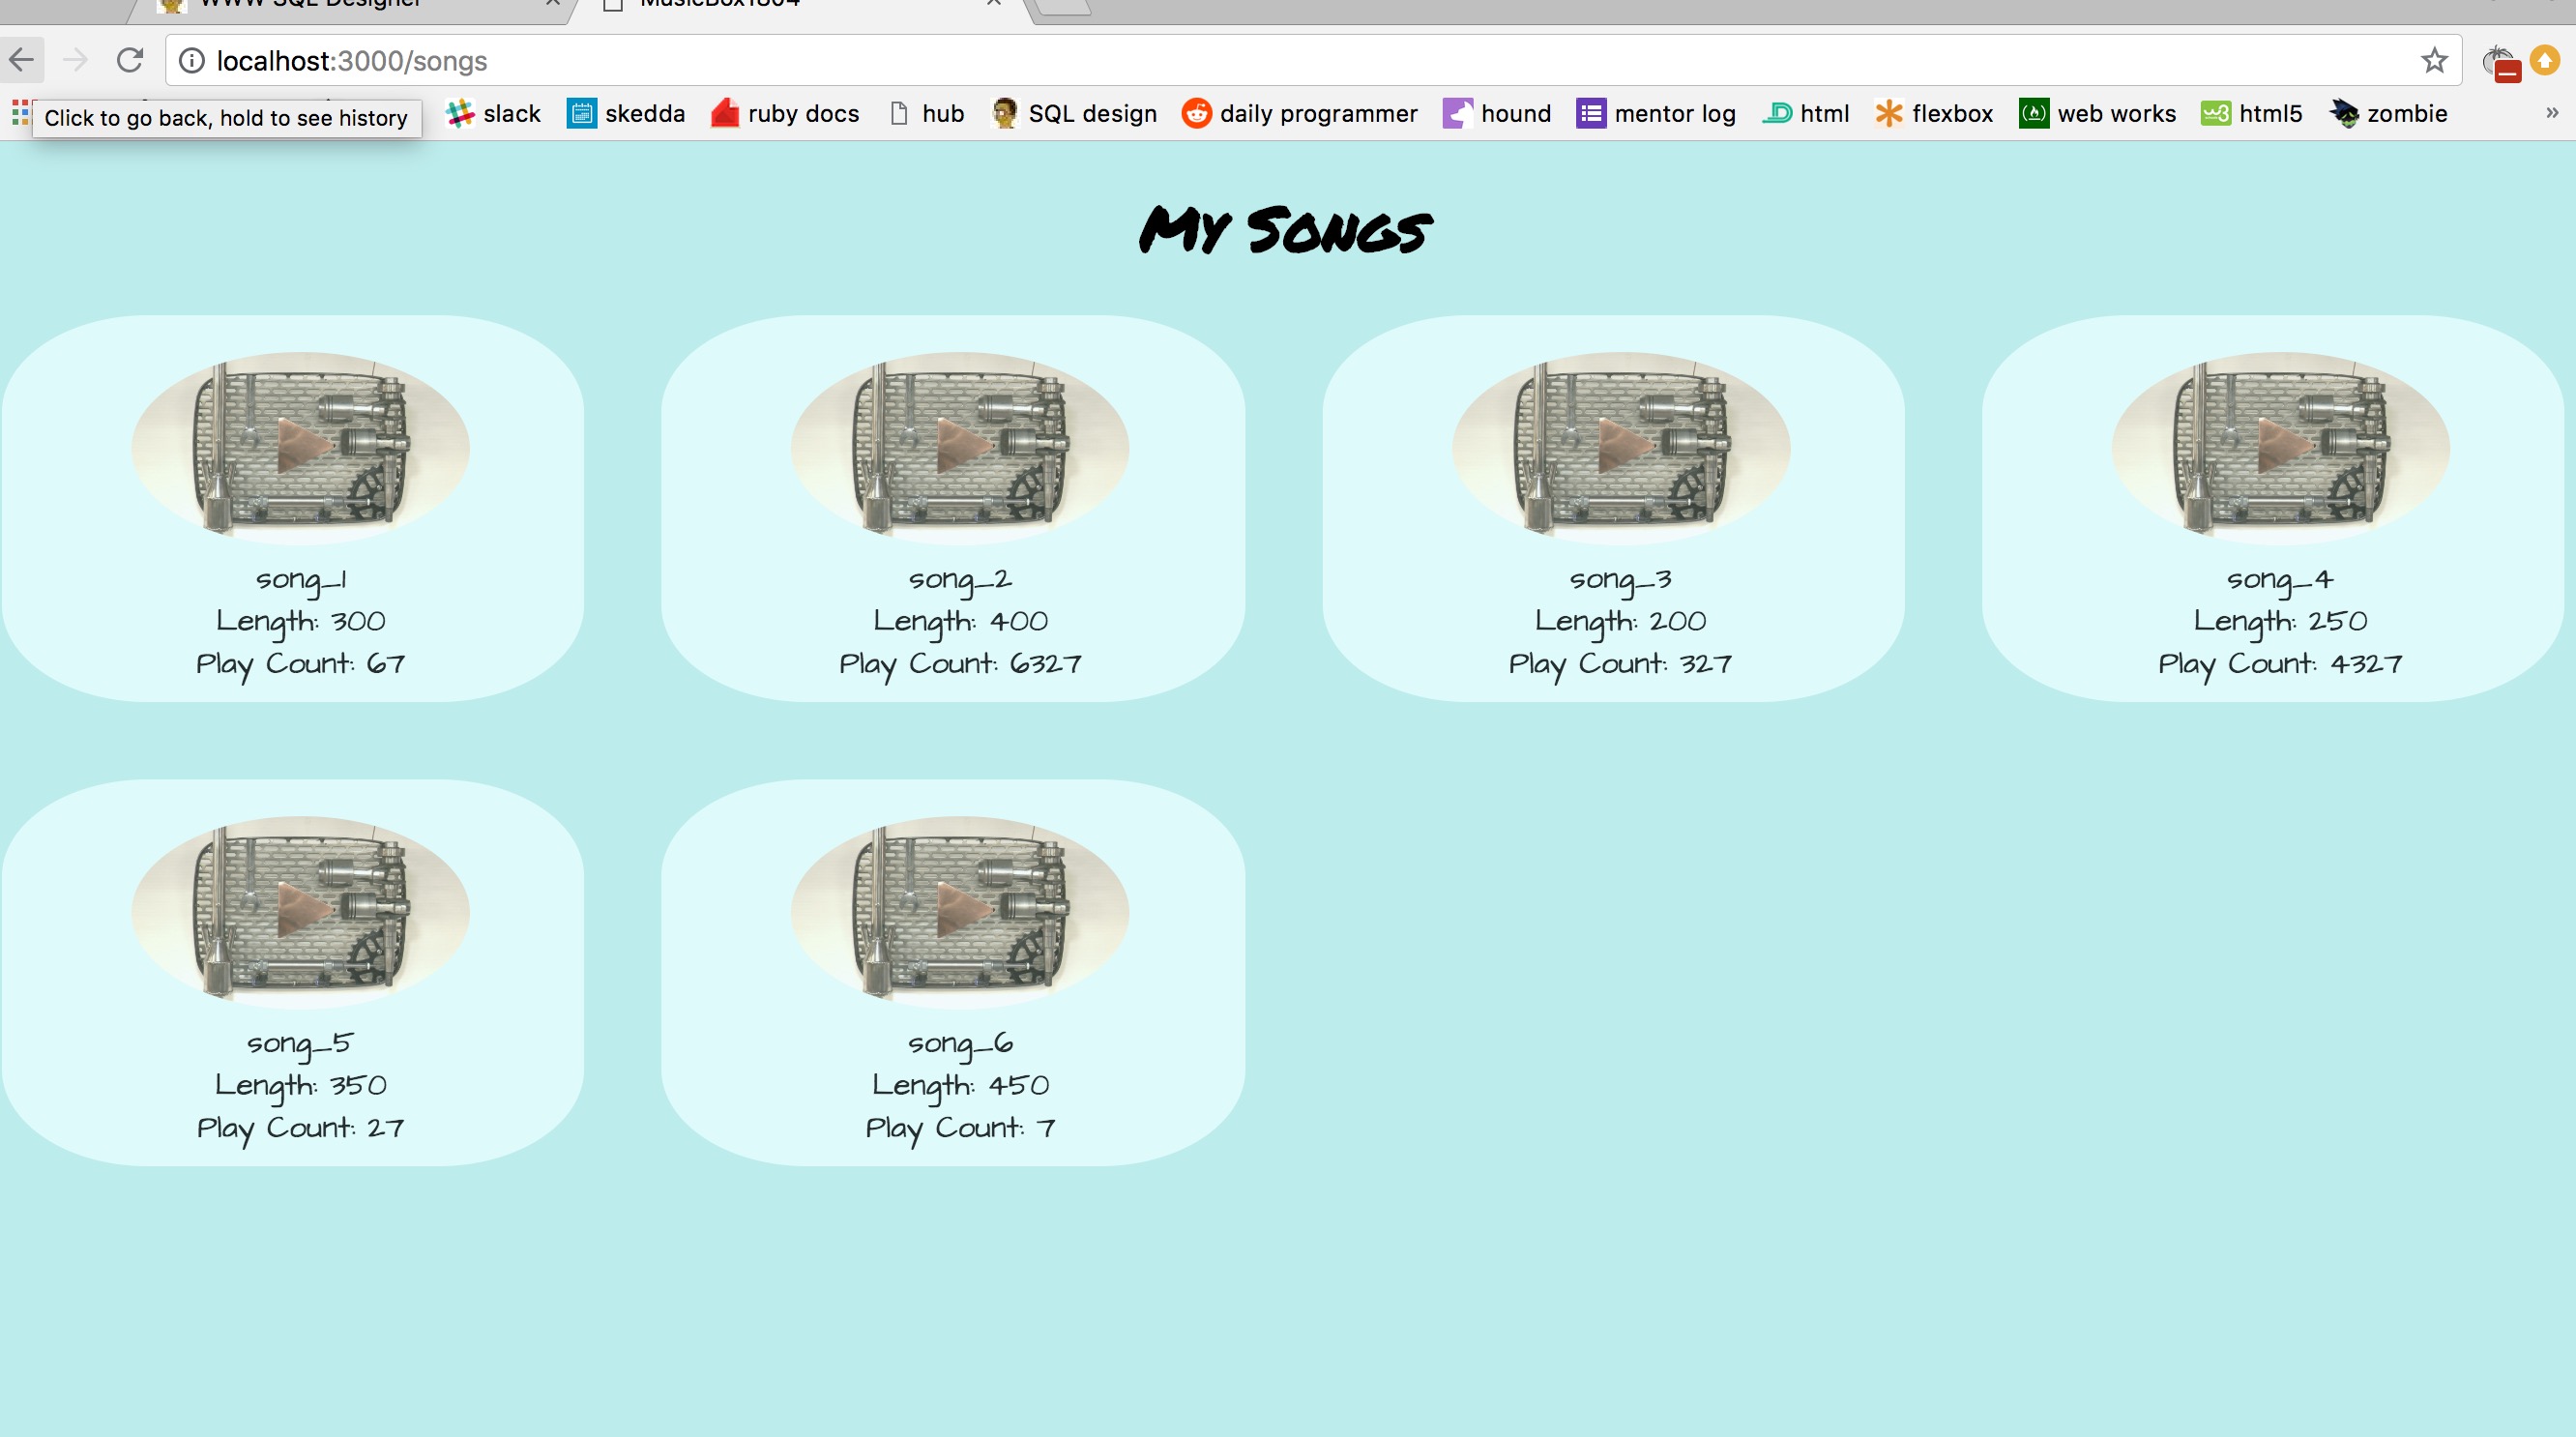 WWW SQL Designer
MusicBox1804
localhost:3000/songs
Click to go back, hold to see history
slack
skedda
ruby docs
hub
SQL design
daily programmer
hound
mentor log
html
flexbox
web works
w3
html5
zombie
»
My Songs
song_1
Length: 300
Play Count: 67
song_2
Length: 400
Play Count: 6327
song_3
Length: 200
Play Count: 327
song_4
Length: 250
Play Count: 4327
song_5
Length: 350
Play Count: 27
song_6
Length: 450
Play Count: 7